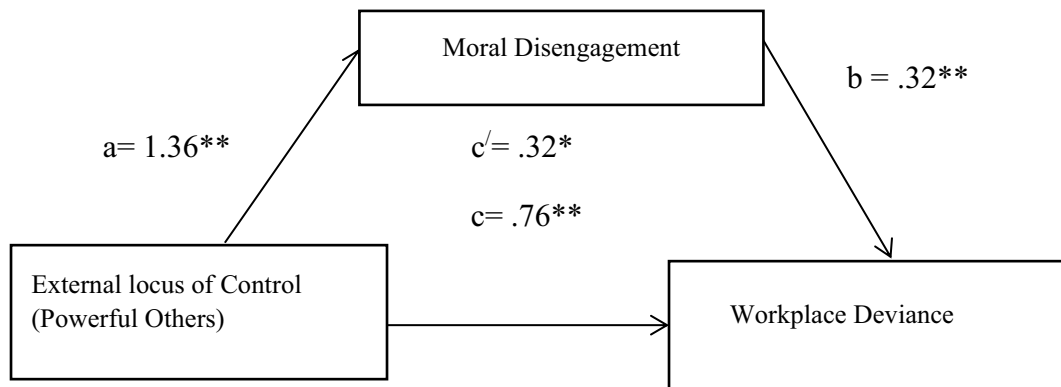 Moral Disengagement
b = .32**
a= 1.36**
c/= .32*
c= .76**
External locus of Control
(Powerful Others)
Workplace Deviance